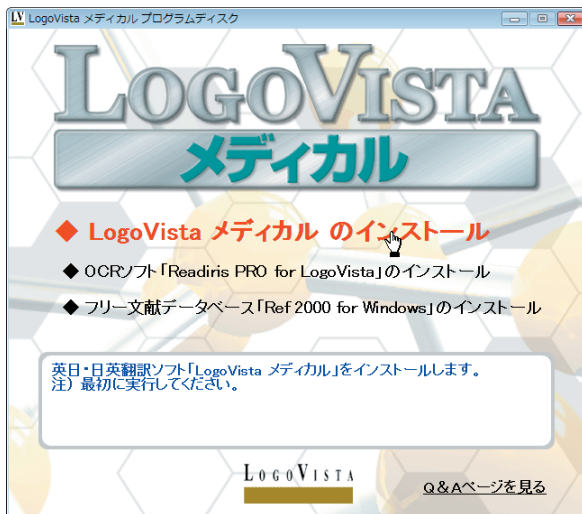 LV LogoVista メディカル プログラムディスク
LOGOVISTA
メディカル
◆ LogoVista メディカル のインストール
◆ OCRソフト「Readiris PRO for LogoVista」のインストール
◆ フリー文献データベース「Ref 2000 for Windows」のインストール
英日・日英翻訳ソフト「LogoVista メディカル」をインストールします。
注) 最初に実行してください。
LOGOVISTA
Q&Aページを見る